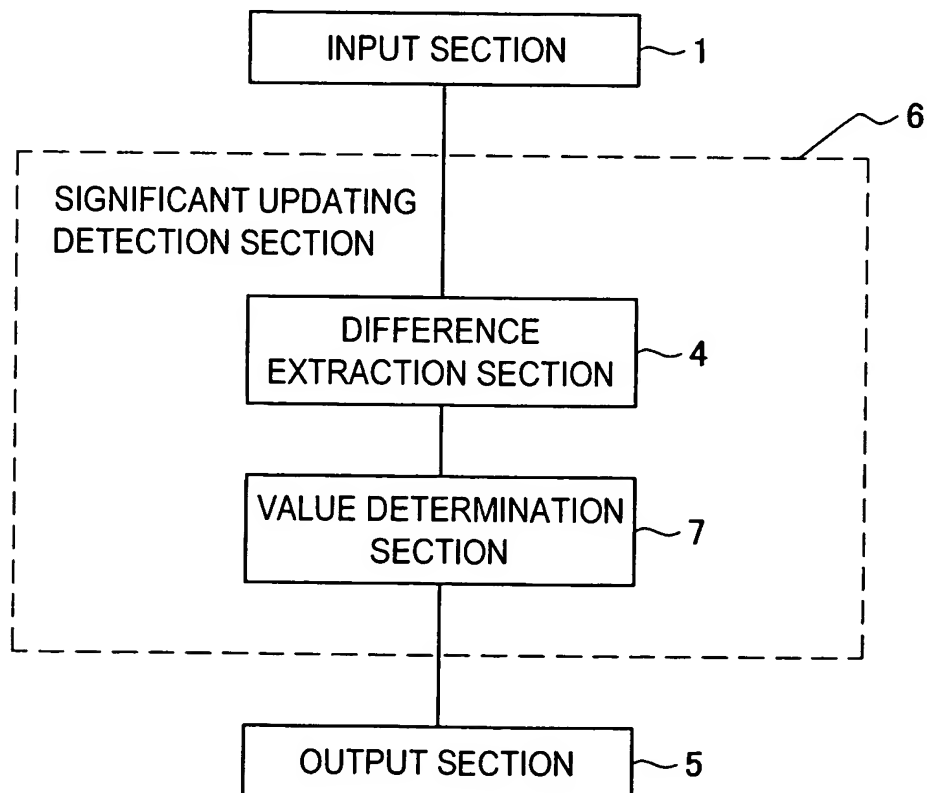 INPUT SECTION
1
6
SIGNIFICANT UPDATING
DETECTION SECTION
DIFFERENCE
EXTRACTION SECTION
4
VALUE DETERMINATION
SECTION
7
OUTPUT SECTION
5